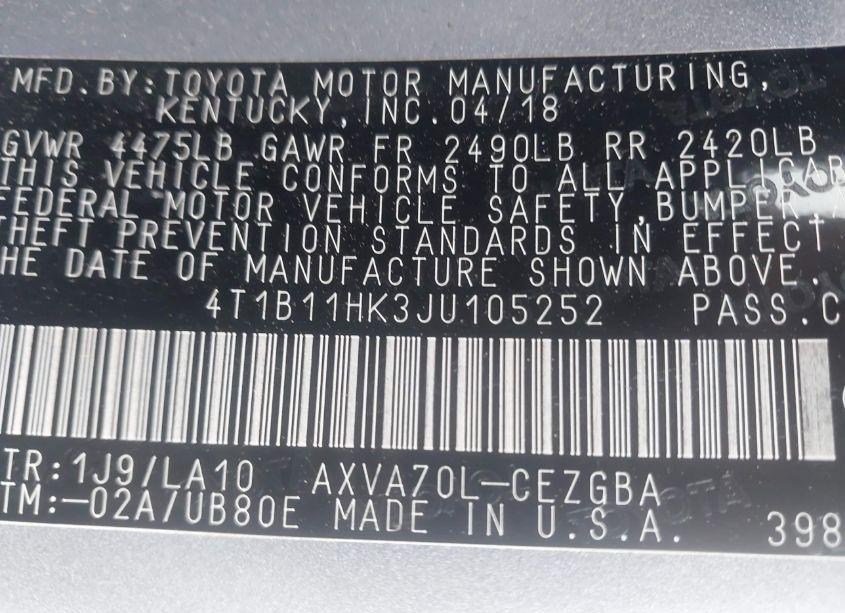 MFD.BY:TOYOTA MOTOR MANUFACTURING,
KENTUCKY,INC.04/18
GVWR 4475LB GAWR FR 2490LB RR 2420LB
THIS VEHICLE CONFORMS TO ALL APPLICAB
FEDERAL MOTOR VEHICLE SAFETY,BUMPER,
THEFT PREVENTION STANDARDS IN EFFECT
HE DATE OF MANUFACTURE SHOWN ABOVE.
4T1B11HK3JU105252 PASS.C
TR:1J9/LA10 AXVA70L-CEZGBA
TM:-02A/UB80E MADE IN U.S.A. 398